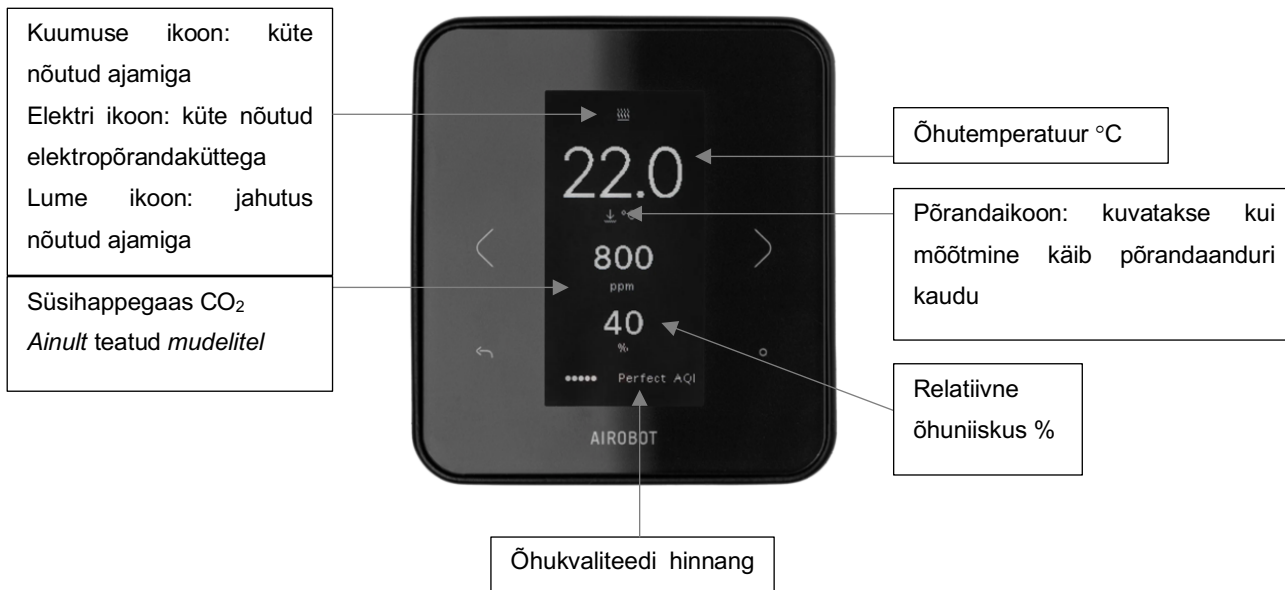 Kuumuse ikoon: küte
nõutud ajamiga
Elektri ikoon: küte nõutud
elektropõrandaküttega
Lume ikoon: jahutus
nõutud ajamiga
Süsihappegaas CO₂
Ainult teatud mudelitel
22.0
°C
800
ppm
40
%
Perfect AQI
AIROBOT
Õhutemperatuur °C
Põrandaikoon: kuvatakse kui
mõõtmine käib põrandaanduri
kaudu
Relatiivne
õhuniiskus %
Õhukvaliteedi hinnang